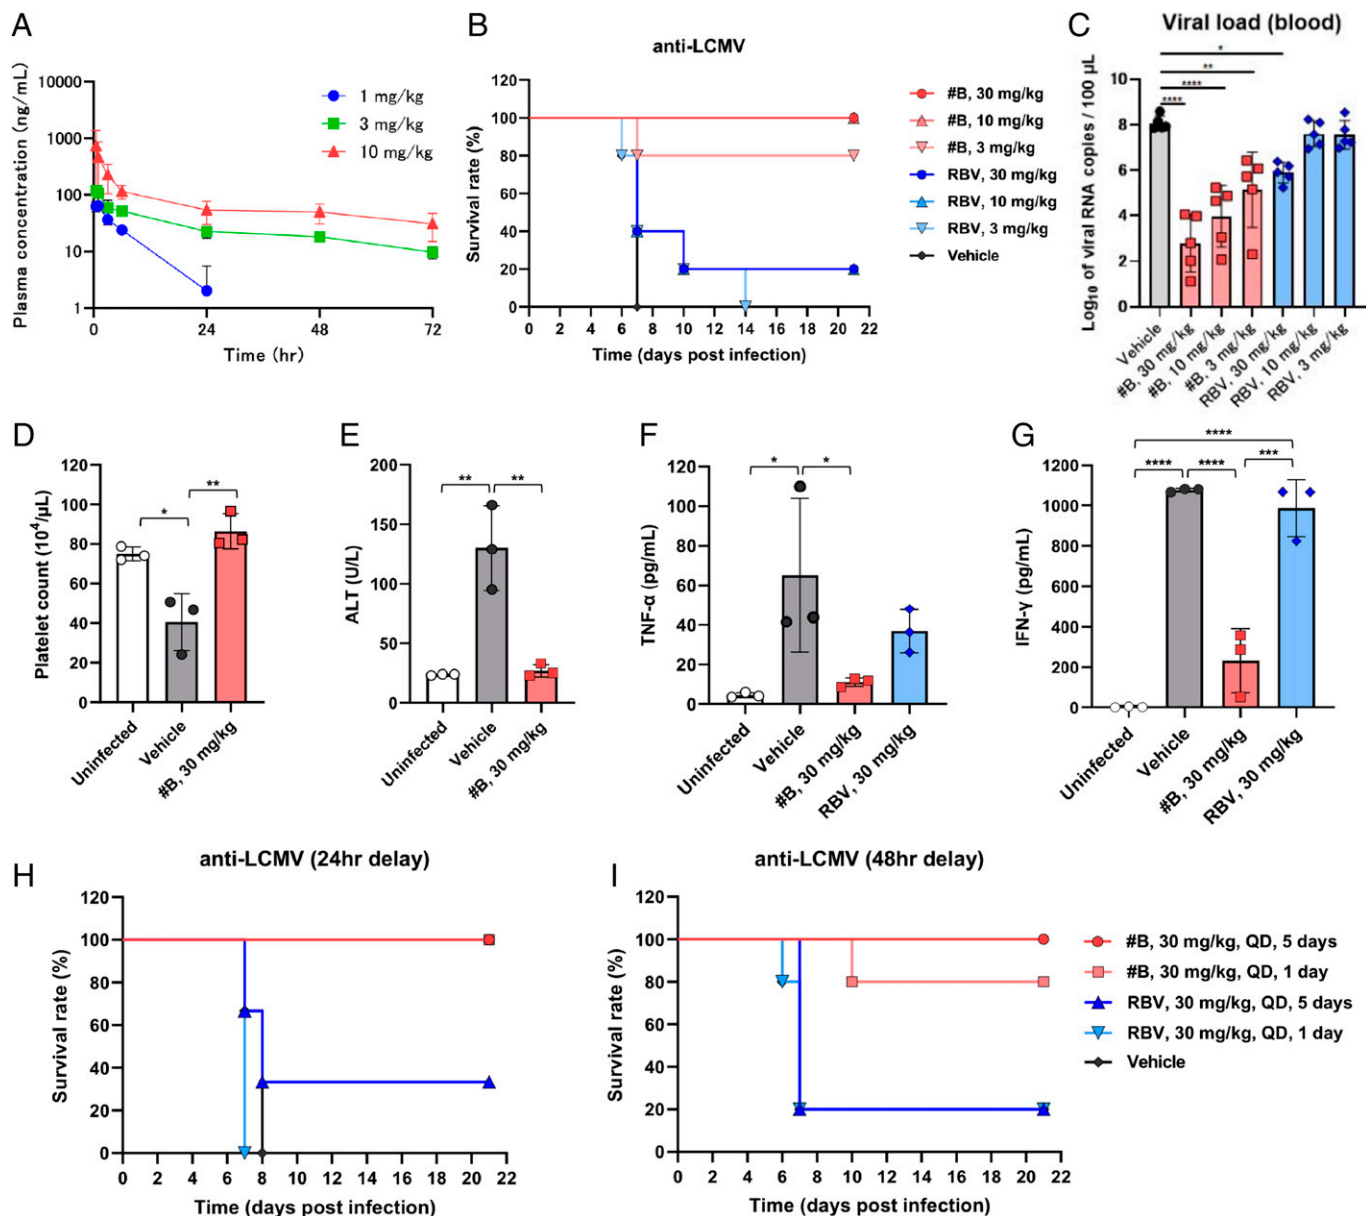 A
Plasma concentration (ng/mL)
10000
1000
100
10
1
1 mg/kg
3 mg/kg
10 mg/kg
0
24
48
72
Time (hr)
B
anti-LCMV
Survival rate (%)
120
100
80
60
40
20
0
0 2 4 6 8 10 12 14 16 18 20 22
Time (days post infection)
#B, 30 mg/kg
#B, 10 mg/kg
#B, 3 mg/kg
RBV, 30 mg/kg
RBV, 10 mg/kg
RBV, 3 mg/kg
Vehicle
C
Viral load (blood)
Log10 of viral RNA copies / 100 µL
10
8
6
4
2
0
*
**
****
****
Vehicle
#B, 30 mg/kg
#B, 10 mg/kg
#B, 3 mg/kg
RBV, 30 mg/kg
RBV, 10 mg/kg
RBV, 3 mg/kg
D
Platelet count (10⁴/µL)
120
100
80
60
40
20
0
*
**
Uninfected
Vehicle
#B, 30 mg/kg
E
ALT (U/L)
200
150
100
50
0
**
**
Uninfected
Vehicle
#B, 30 mg/kg
F
TNF-α (pg/mL)
120
100
80
60
40
20
0
*
*
Uninfected
Vehicle
#B, 30 mg/kg
RBV, 30 mg/kg
G
IFN-γ (pg/mL)
1200
1000
800
600
400
200
0
****
****
****
***
Uninfected
Vehicle
#B, 30 mg/kg
RBV, 30 mg/kg
H
anti-LCMV (24hr delay)
Survival rate (%)
120
100
80
60
40
20
0
0 2 4 6 8 10 12 14 16 18 20 22
Time (days post infection)
I
anti-LCMV (48hr delay)
Survival rate (%)
120
100
80
60
40
20
0
0 2 4 6 8 10 12 14 16 18 20 22
Time (days post infection)
#B, 30 mg/kg, QD, 5 days
#B, 30 mg/kg, QD, 1 day
RBV, 30 mg/kg, QD, 5 days
RBV, 30 mg/kg, QD, 1 day
Vehicle